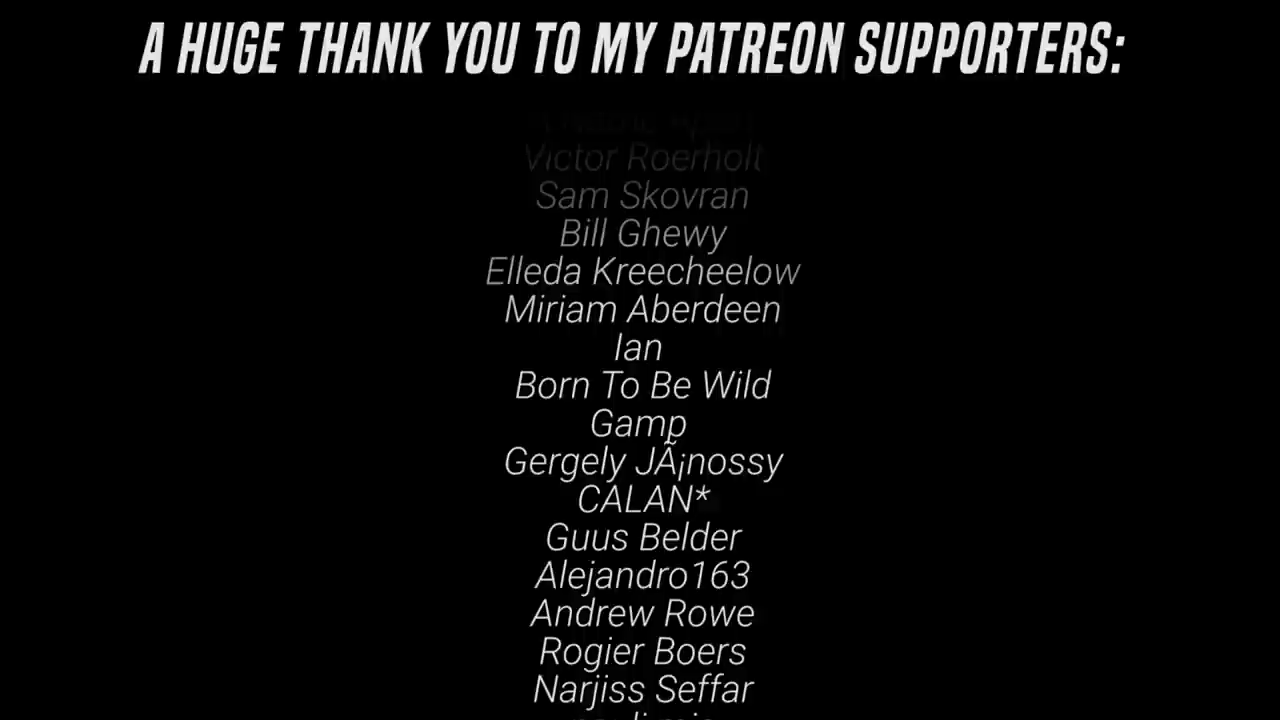 A HUGE THANK YOU TO MY PATREON SUPPORTERS:
Victor Roerholt
Sam Skovran
Bill Ghewy
Elleda Kreecheelow
Miriam Aberdeen
Ian
Born To Be Wild
Gamp
Gergely JÃ¡nossy
CALAN*
Guus Belder
Alejandro163
Andrew Rowe
Rogier Boers
Narjiss Seffar